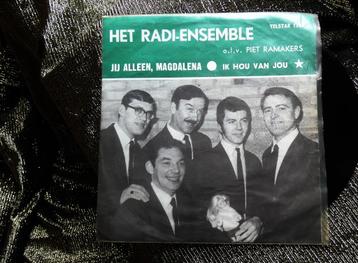 TELSTAR
HET RADI-ENSEMBLE
o.l.v. PIET RAMAKERS
JIJ ALLEEN, MAGDALENA ● IK HOU VAN JOU ★